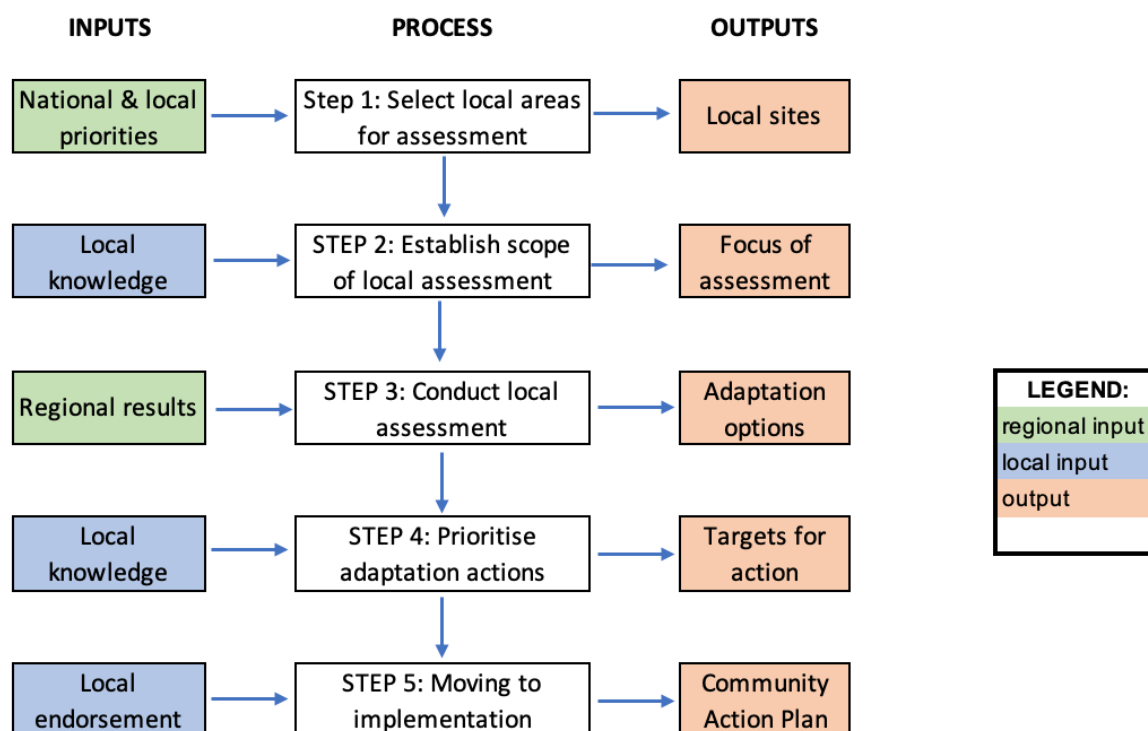 INPUTS
PROCESS
OUTPUTS
National & local
priorities
Step 1: Select local areas
for assessment
Local sites
Local
knowledge
STEP 2: Establish scope
of local assessment
Focus of
assessment
Regional results
STEP 3: Conduct local
assessment
Adaptation
options
LEGEND:
regional input
local input
output
Local
knowledge
STEP 4: Prioritise
adaptation actions
Targets for
action
Local
endorsement
STEP 5: Moving to
implementation
Community
Action Plan